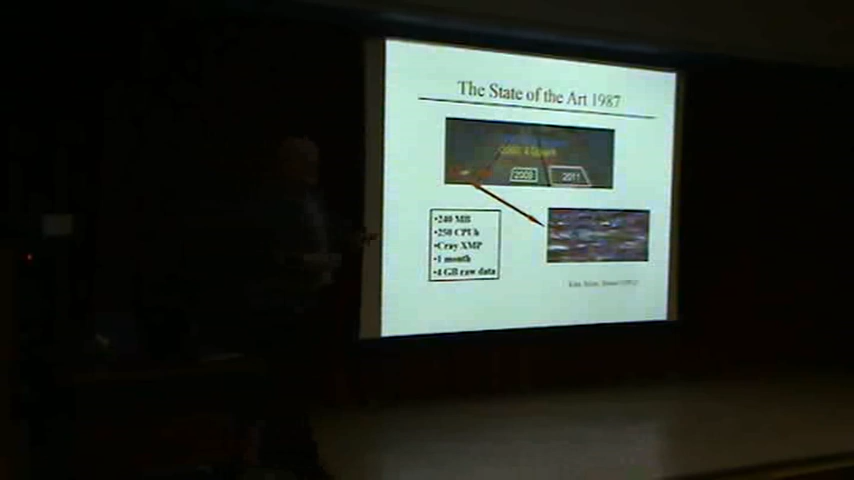 The State of the Art 1987
2009
2011
•240 MB
•250 CPUh
•Cray XMP
•1 month
•4 GB raw data